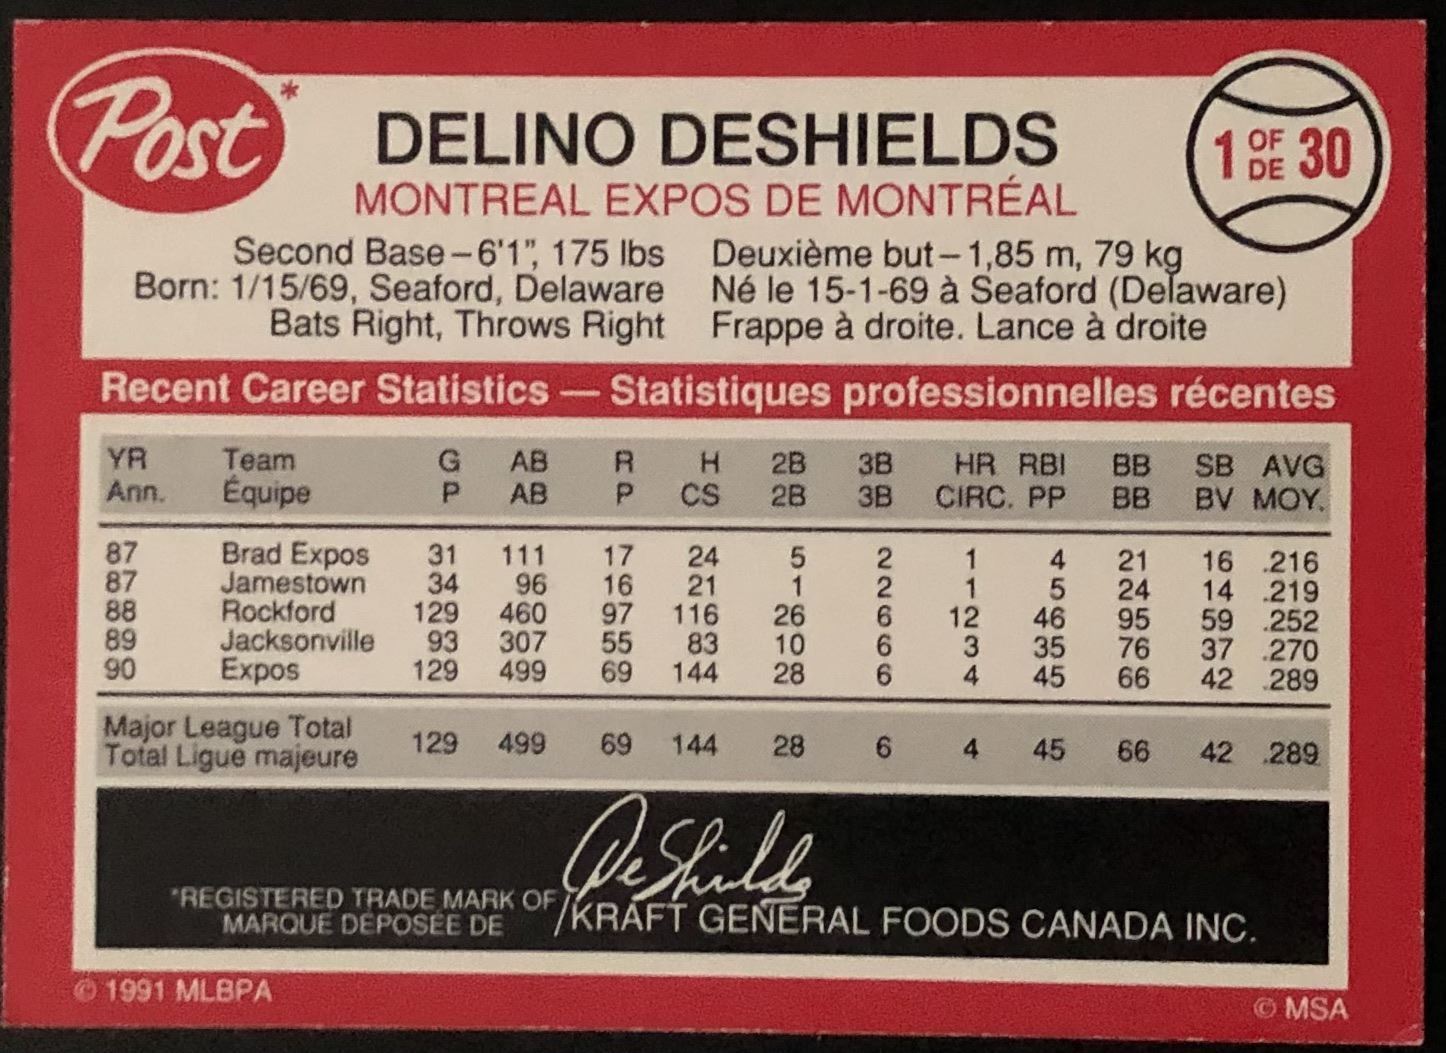 Post*
DELINO DESHIELDS
1 OF DE 30
MONTREAL EXPOS DE MONTRÉAL
Second Base – 6'1", 175 lbs
Born: 1/15/69, Seaford, Delaware
Bats Right, Throws Right
Deuxième but – 1,85 m, 79 kg
Né le 15-1-69 à Seaford (Delaware)
Frappe à droite. Lance à droite
Recent Career Statistics — Statistiques professionnelles récentes
YR Team G AB R H 2B 3B HR RBI BB SB AVG
Ann. Équipe P AB P CS 2B 3B CIRC. PP BB BV MOY.
87 Brad Expos 31 111 17 24 5 2 1 4 21 16 .216
87 Jamestown 34 96 16 21 1 2 1 5 24 14 .219
88 Rockford 129 460 97 116 26 6 12 46 95 59 .252
89 Jacksonville 93 307 55 83 10 6 3 35 76 37 .270
90 Expos 129 499 69 144 28 6 4 45 66 42 .289
Major League Total
Total Ligue majeure 129 499 69 144 28 6 4 45 66 42 .289
DeShields
*REGISTERED TRADE MARK OF
MARQUE DÉPOSÉE DE
/KRAFT GENERAL FOODS CANADA INC.
© 1991 MLBPA
© MSA